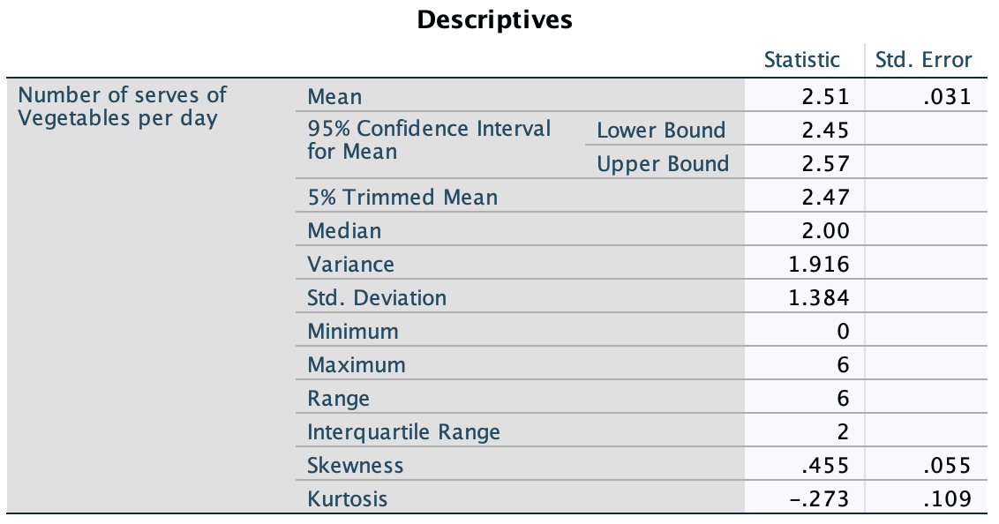 Descriptives
Statistic Std. Error
Number of serves of Vegetables per day Mean 2.51 .031
95% Confidence Interval for Mean Lower Bound 2.45
Upper Bound 2.57
5% Trimmed Mean 2.47
Median 2.00
Variance 1.916
Std. Deviation 1.384
Minimum 0
Maximum 6
Range 6
Interquartile Range 2
Skewness .455 .055
Kurtosis -.273 .109